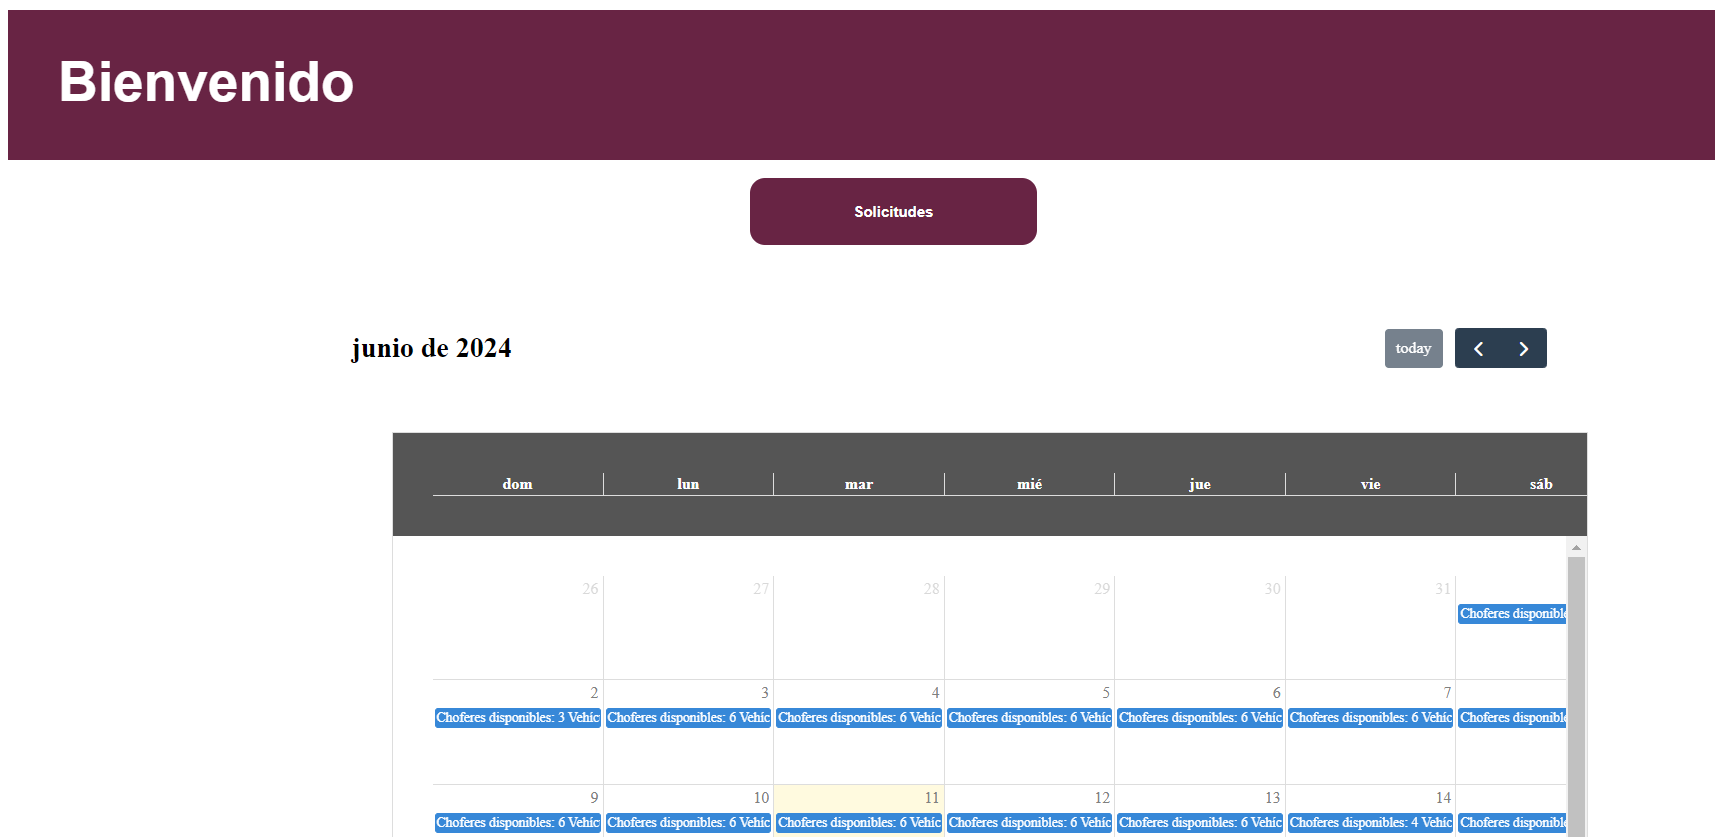 Bienvenido
Solicitudes
junio de 2024
today
dom lun mar mié jue vie sáb
26 27 28 29 30 31
Choferes disponible
2 3 4 5 6 7
Choferes disponibles: 3 Vehíc Choferes disponibles: 6 Vehíc Choferes disponibles: 6 Vehíc Choferes disponibles: 6 Vehíc Choferes disponibles: 6 Vehíc Choferes disponibles: 6 Vehíc Choferes disponible
9 10 11 12 13 14
Choferes disponibles: 6 Vehíc Choferes disponibles: 6 Vehíc Choferes disponibles: 6 Vehíc Choferes disponibles: 6 Vehíc Choferes disponibles: 6 Vehíc Choferes disponibles: 4 Vehíc Choferes disponible